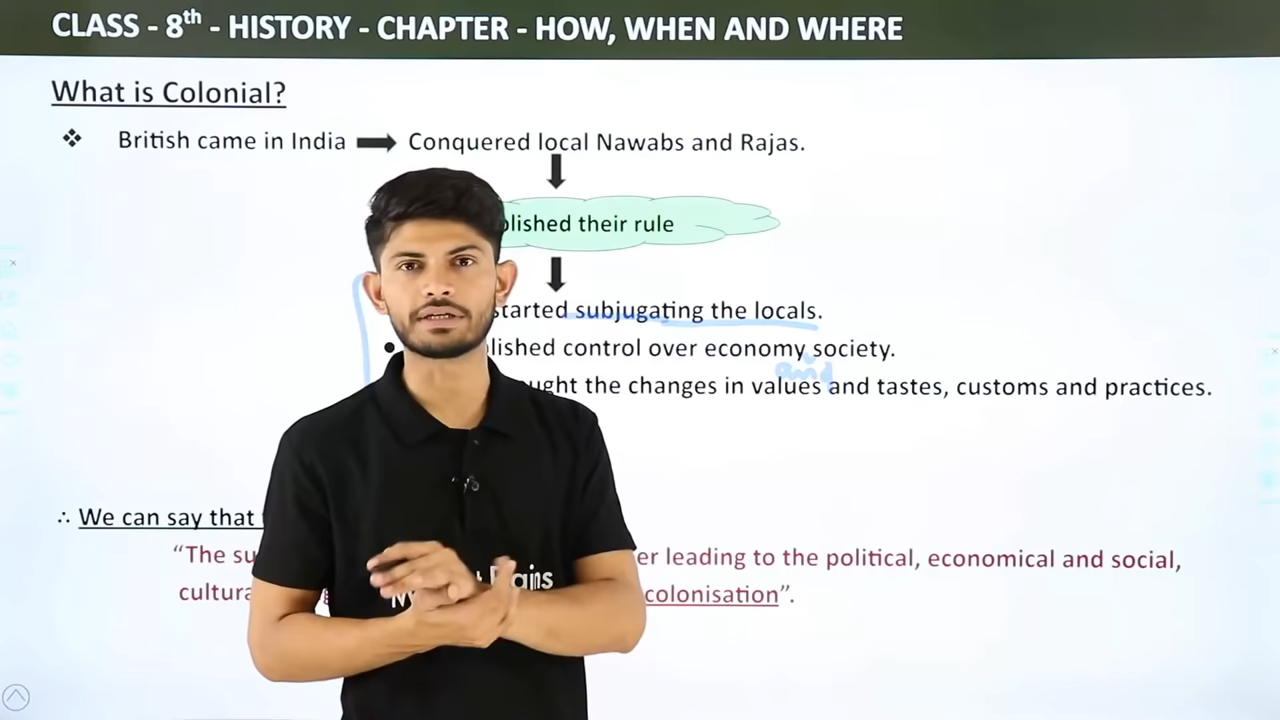 CLASS - 8th - HISTORY - CHAPTER - HOW, WHEN AND WHERE
What is Colonial?
❖ British came in India ➡ Conquered local Nawabs and Rajas.
blished their rule
started subjugating the locals.
• lished control over economy society.
and
ught the changes in values and tastes, customs and practices.
∴ We can say that
“The su er leading to the political, economical and social,
cultura colonisation”.